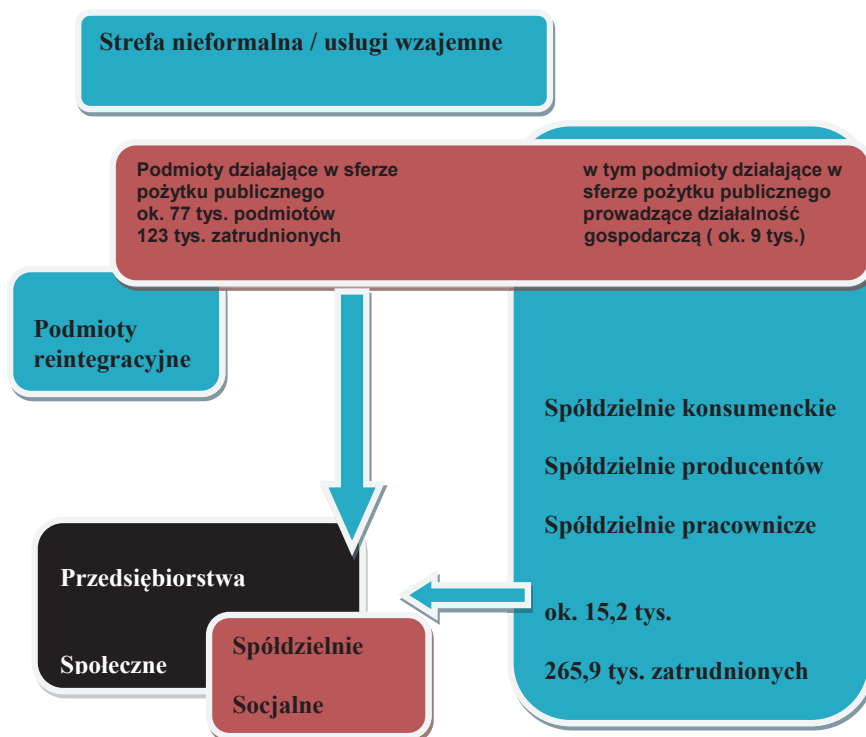 Strefa nieformalna / usługi wzajemne
Podmioty działające w sferze
pożytku publicznego
ok. 77 tys. podmiotów
123 tys. zatrudnionych
w tym podmioty działające w
sferze pożytku publicznego
prowadzące działalność
gospodarczą ( ok. 9 tys.)
Podmioty
reintegracyjne
Spółdzielnie konsumenckie
Spółdzielnie producentów
Spółdzielnie pracownicze
ok. 15,2 tys.
265,9 tys. zatrudnionych
Przedsiębiorstwa
Społeczne
Spółdzielnie
Socjalne